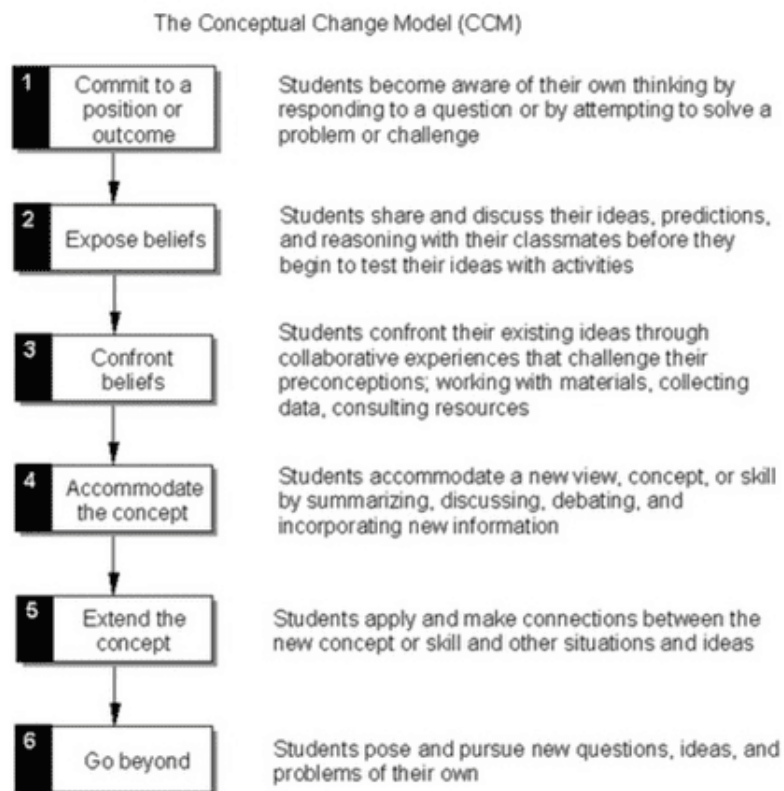 The Conceptual Change Model (CCM)
1
Commit to a
position or
outcome
Students become aware of their own thinking by
responding to a question or by attempting to solve a
problem or challenge
2
Expose beliefs
Students share and discuss their ideas, predictions,
and reasoning with their classmates before they
begin to test their ideas with activities
3
Confront
beliefs
Students confront their existing ideas through
collaborative experiences that challenge their
preconceptions; working with materials, collecting
data, consulting resources
4
Accommodate
the concept
Students accommodate a new view, concept, or skill
by summarizing, discussing, debating, and
incorporating new information
5
Extend the
concept
Students apply and make connections between the
new concept or skill and other situations and ideas
6
Go beyond
Students pose and pursue new questions, ideas, and
problems of their own